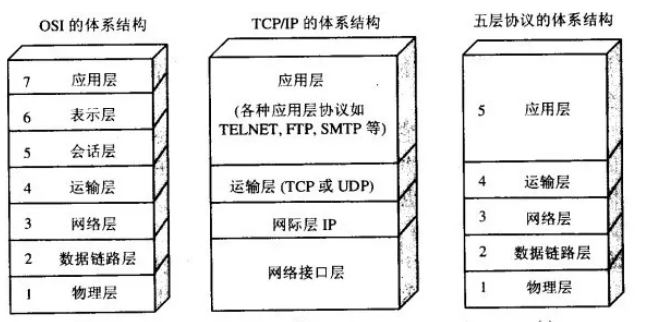 OSI 的体系结构
7 应用层
6 表示层
5 会话层
4 运输层
3 网络层
2 数据链路层
1 物理层
TCP/IP 的体系结构
应用层
(各种应用层协议如
TELNET, FTP, SMTP 等)
运输层 (TCP 或 UDP)
网际层 IP
网络接口层
五层协议的体系结构
5 应用层
4 运输层
3 网络层
2 数据链路层
1 物理层